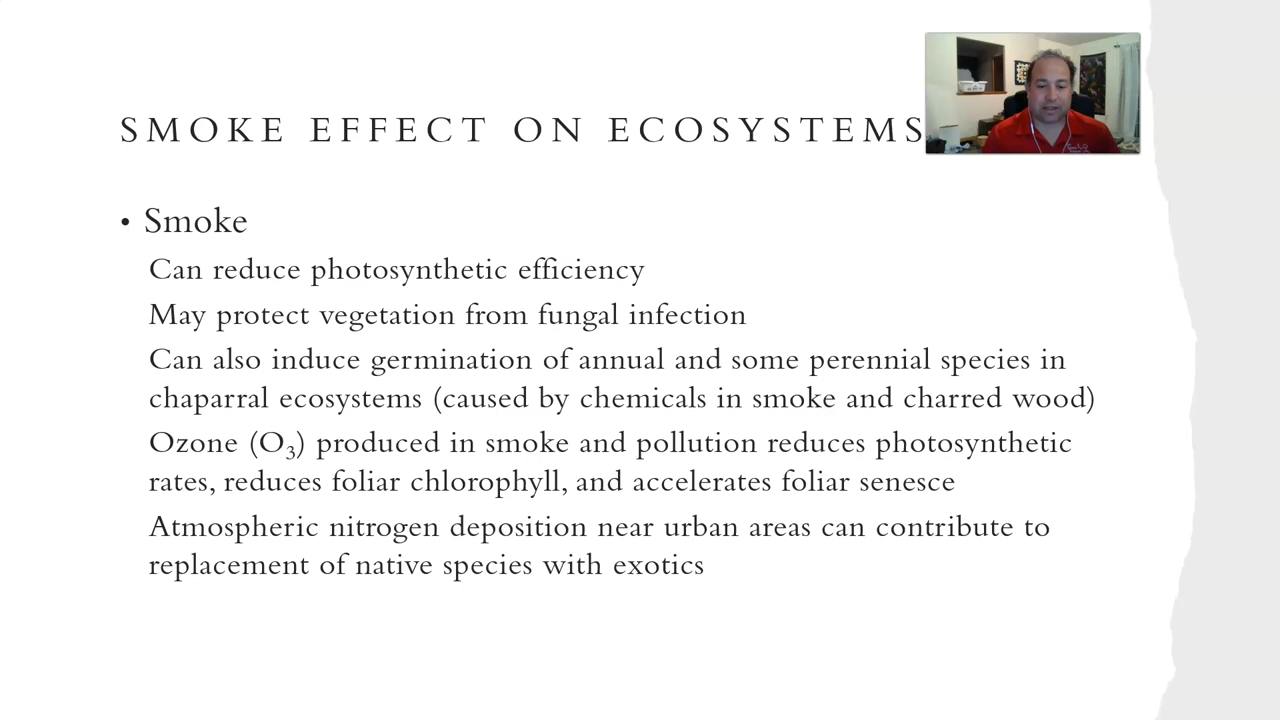 SMOKE EFFECT ON ECOSYSTEMS
• Smoke
Can reduce photosynthetic efficiency
May protect vegetation from fungal infection
Can also induce germination of annual and some perennial species in
chaparral ecosystems (caused by chemicals in smoke and charred wood)
Ozone (O₃) produced in smoke and pollution reduces photosynthetic
rates, reduces foliar chlorophyll, and accelerates foliar senesce
Atmospheric nitrogen deposition near urban areas can contribute to
replacement of native species with exotics